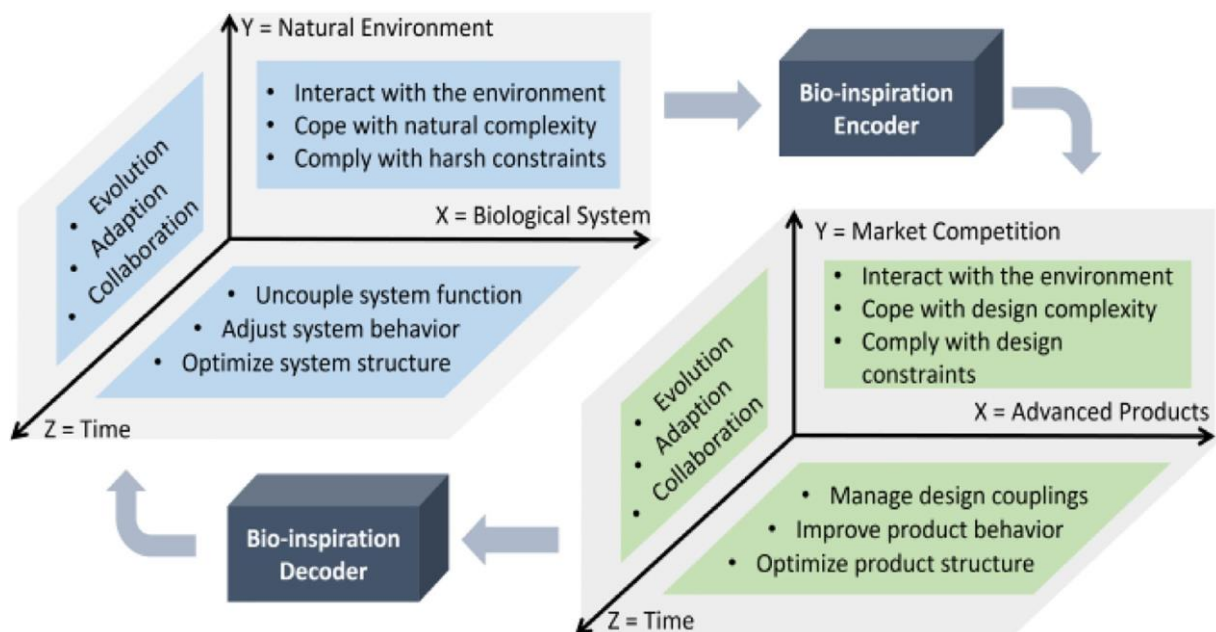 Y = Natural Environment
• Interact with the environment
• Cope with natural complexity
• Comply with harsh constraints
X = Biological System
• Evolution
• Adaption
• Collaboration
• Uncouple system function
• Adjust system behavior
• Optimize system structure
Z = Time
Bio-inspiration
Encoder
Y = Market Competition
• Interact with the environment
• Cope with design complexity
• Comply with design
constraints
X = Advanced Products
• Evolution
• Adaption
• Collaboration
• Manage design couplings
• Improve product behavior
• Optimize product structure
Z = Time
Bio-inspiration
Decoder